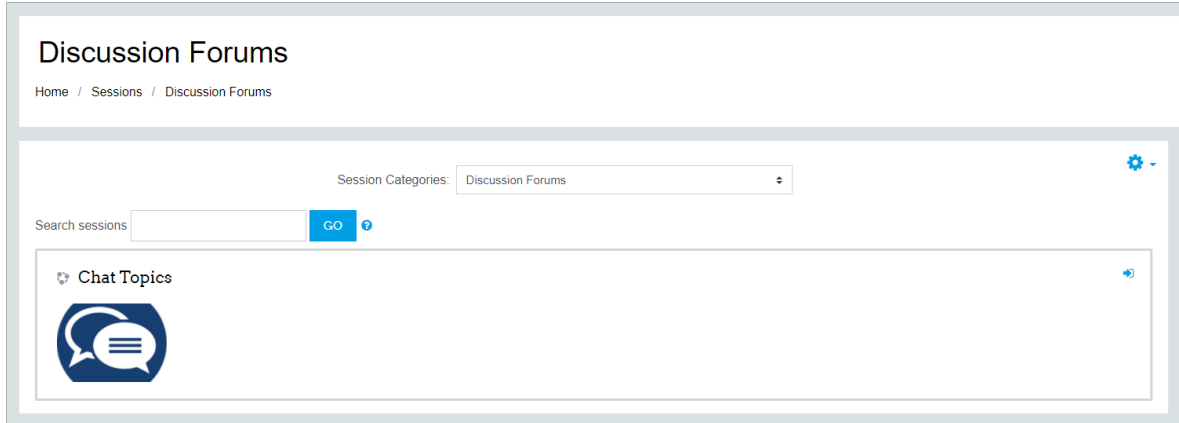 Discussion Forums
Home / Sessions / Discussion Forums
Session Categories: Discussion Forums
Search sessions GO
Chat Topics